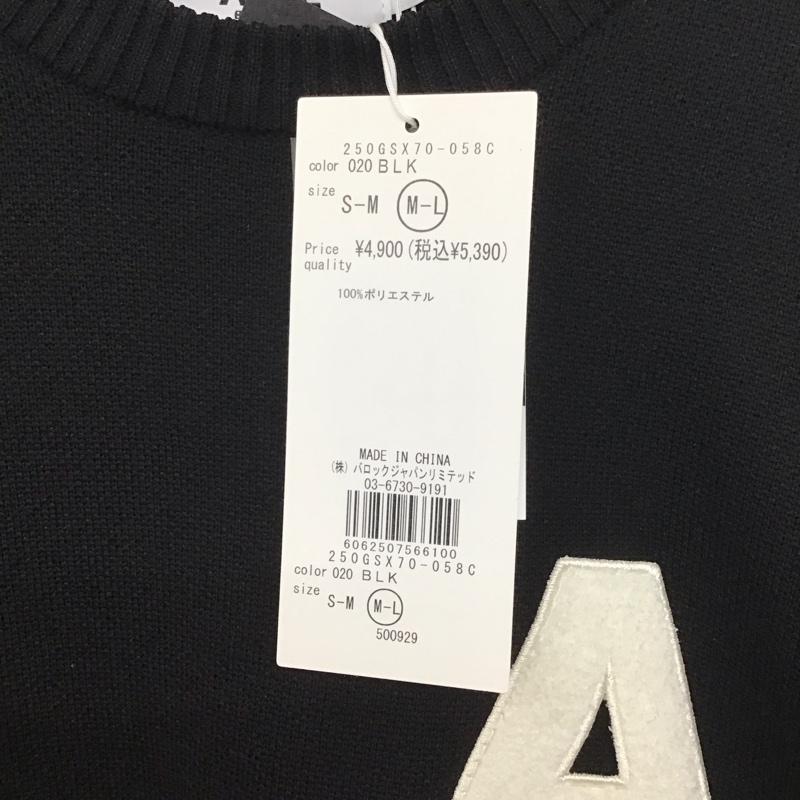 250GSX70-058C
color 020 BLK
size S-M M-L
Price ¥4,900(税込¥5,390)
quality
100%ポリエステル
MADE IN CHINA
(株)バロックジャパンリミテッド
03-6730-9191
6062507566100
250GSX70-058C
color 020 BLK
size S-M M-L
500929
A